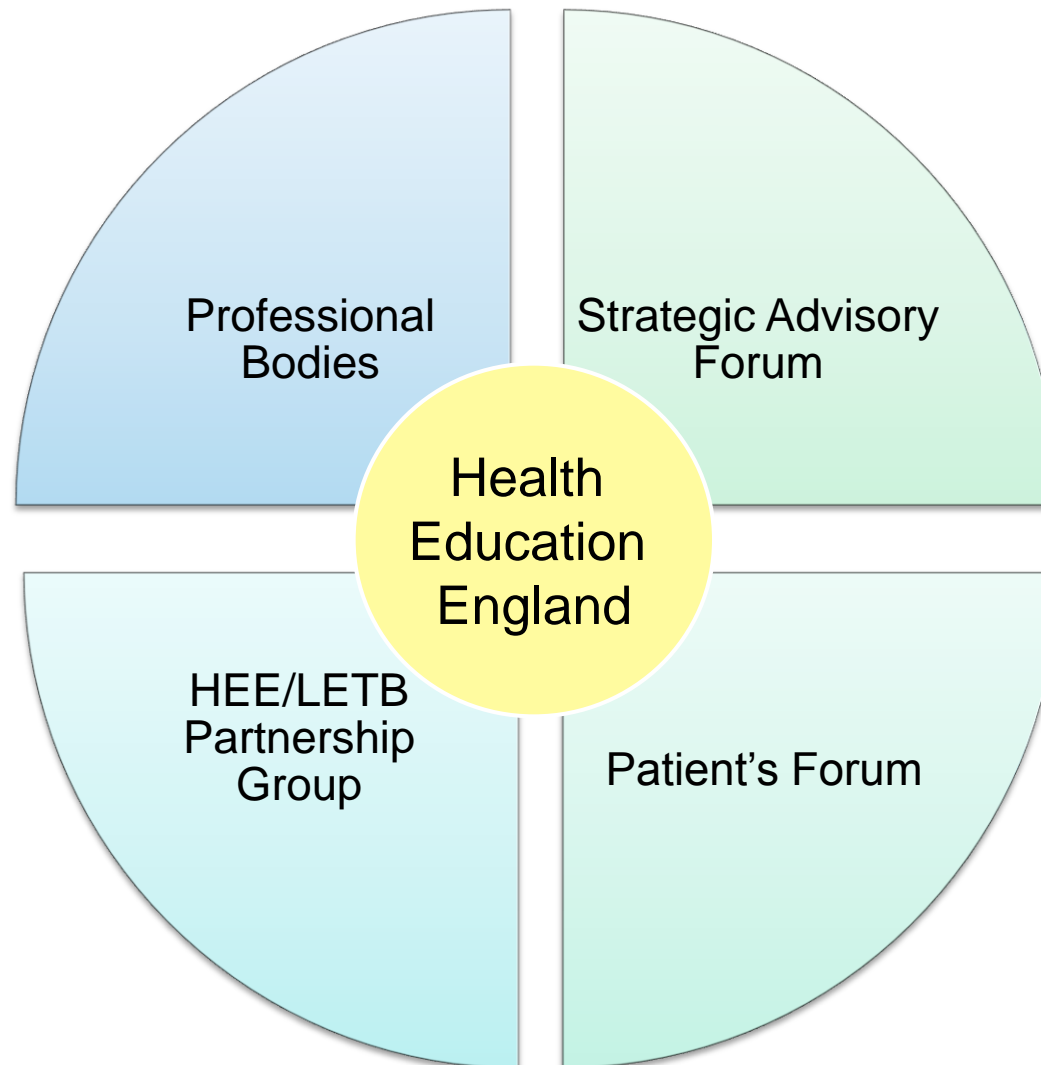 Professional
Bodies
Strategic Advisory
Forum
Health
Education
England
HEE/LETB
Partnership
Group
Patient’s Forum